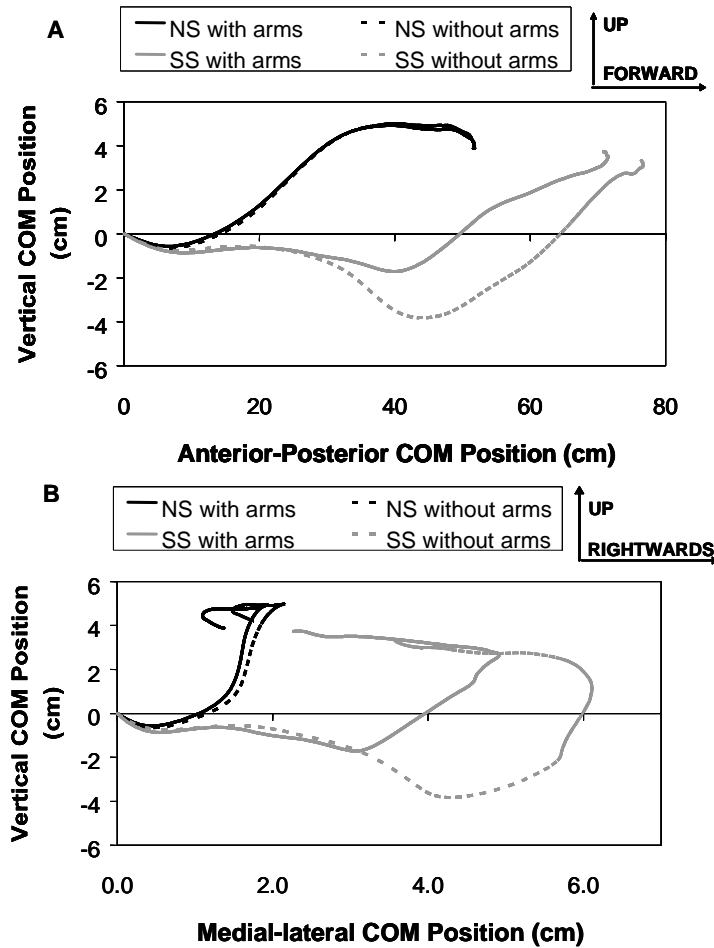 A
NS with arms
NS without arms
SS with arms
SS without arms
UP
FORWARD
6
4
2
0
-2
-4
-6
Vertical COM Position
(cm)
0
20
40
60
80
Anterior-Posterior COM Position (cm)
B
NS with arms
NS without arms
SS with arms
SS without arms
UP
RIGHTWARDS
6
4
2
0
-2
-4
-6
Vertical COM Position
(cm)
0.0
2.0
4.0
6.0
Medial-lateral COM Position (cm)